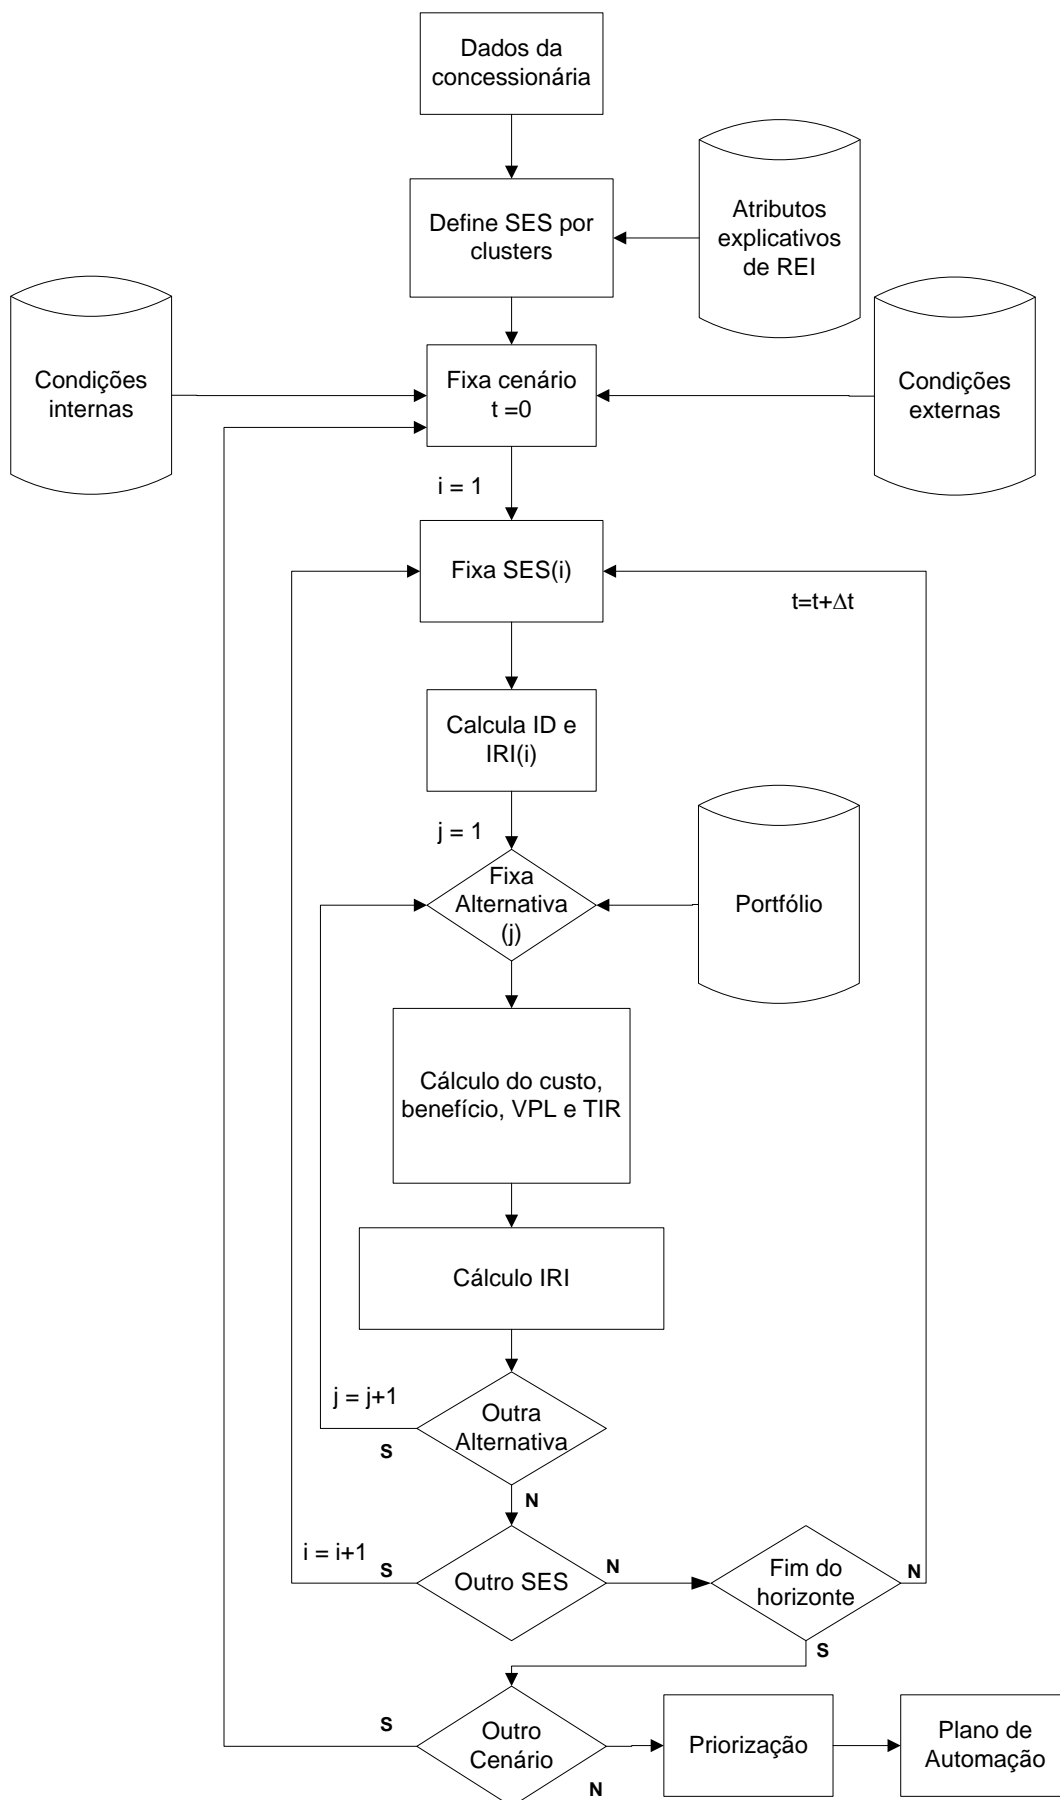 Dados da
concessionária
Atributos
explicativos
de REI
Define SES por
clusters
Condições
internas
Fixa cenário
t =0
Condições
externas
i = 1
Fixa SES(i)
t=t+Δt
Calcula ID e
IRI(i)
j = 1
Fixa
Alternativa
(j)
Portfólio
Cálculo do custo,
benefício, VPL e TIR
Cálculo IRI
j = j+1
S
Outra
Alternativa
N
i = i+1
S
Outro SES
N
Fim do
horizonte
N
S
S
Outro
Cenário
N
Priorização
Plano de
Automação